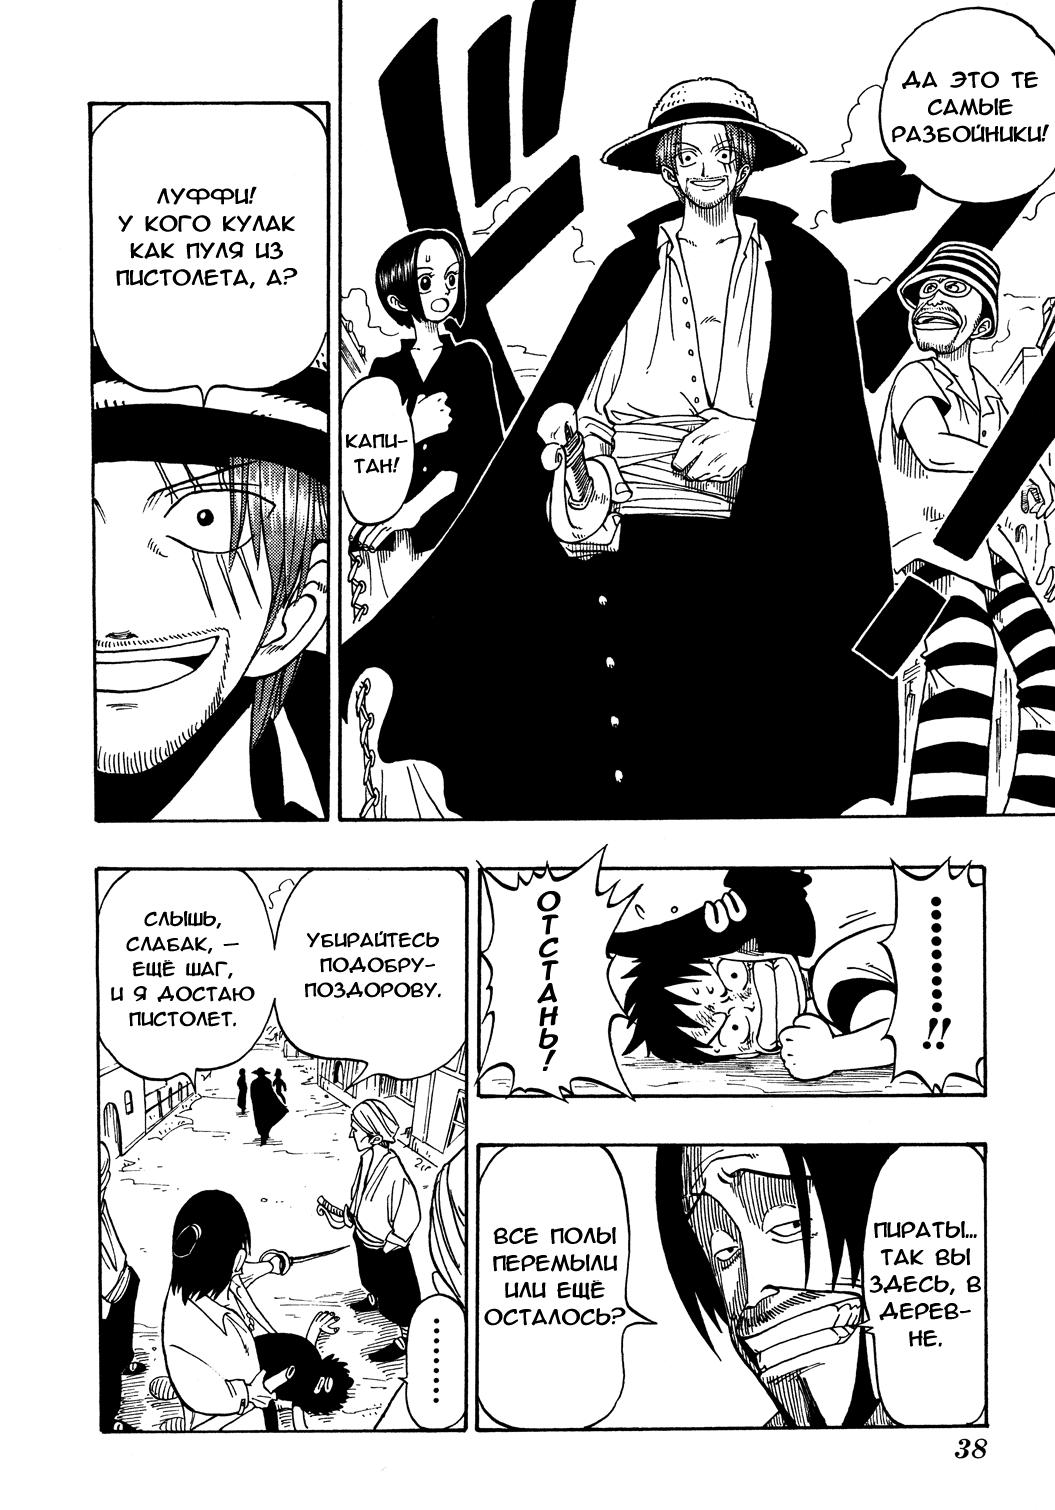 ДА ЭТО ТЕ
САМЫЕ
РАЗБОЙНИКИ!
КАПИ-
ТАН!
ЛУФФИ!
У КОГО КУЛАК
КАК ПУЛЯ ИЗ
ПИСТОЛЕТА, А?
.........!!
ОТСТАНЬ!
ПИРАТЫ...
ТАК ВЫ
ЗДЕСЬ, В
ДЕРЕВ-
НЕ.
ВСЕ ПОЛЫ
ПЕРЕМЫЛИ
ИЛИ ЕЩЁ
ОСТАЛОСЬ?
УБИРАЙТЕСЬ
ПОДОБРУ-
ПОЗДОРОВУ.
СЛЫШЬ,
СЛАБАК, –
ЕЩЁ ШАГ,
И Я ДОСТАЮ
ПИСТОЛЕТ.
........
38